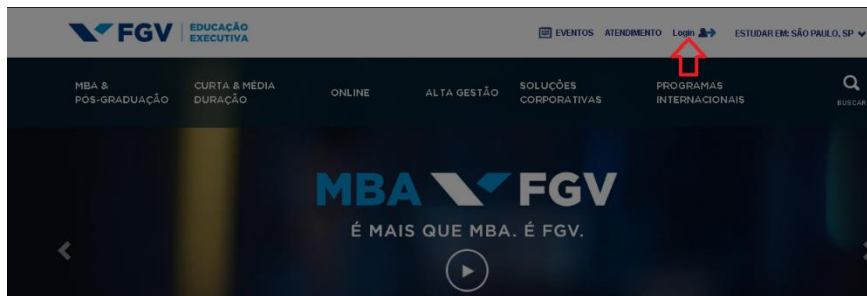 FGV EDUCAÇÃO EXECUTIVA
EVENTOS ATENDIMENTO Login ESTUDAR EM: SÃO PAULO, SP
MBA & PÓS-GRADUAÇÃO
CURTA & MÉDIA DURAÇÃO
ONLINE
ALTA GESTÃO
SOLUÇÕES CORPORATIVAS
PROGRAMAS INTERNACIONAIS
BUSCAR
MBA FGV
É MAIS QUE MBA. É FGV.